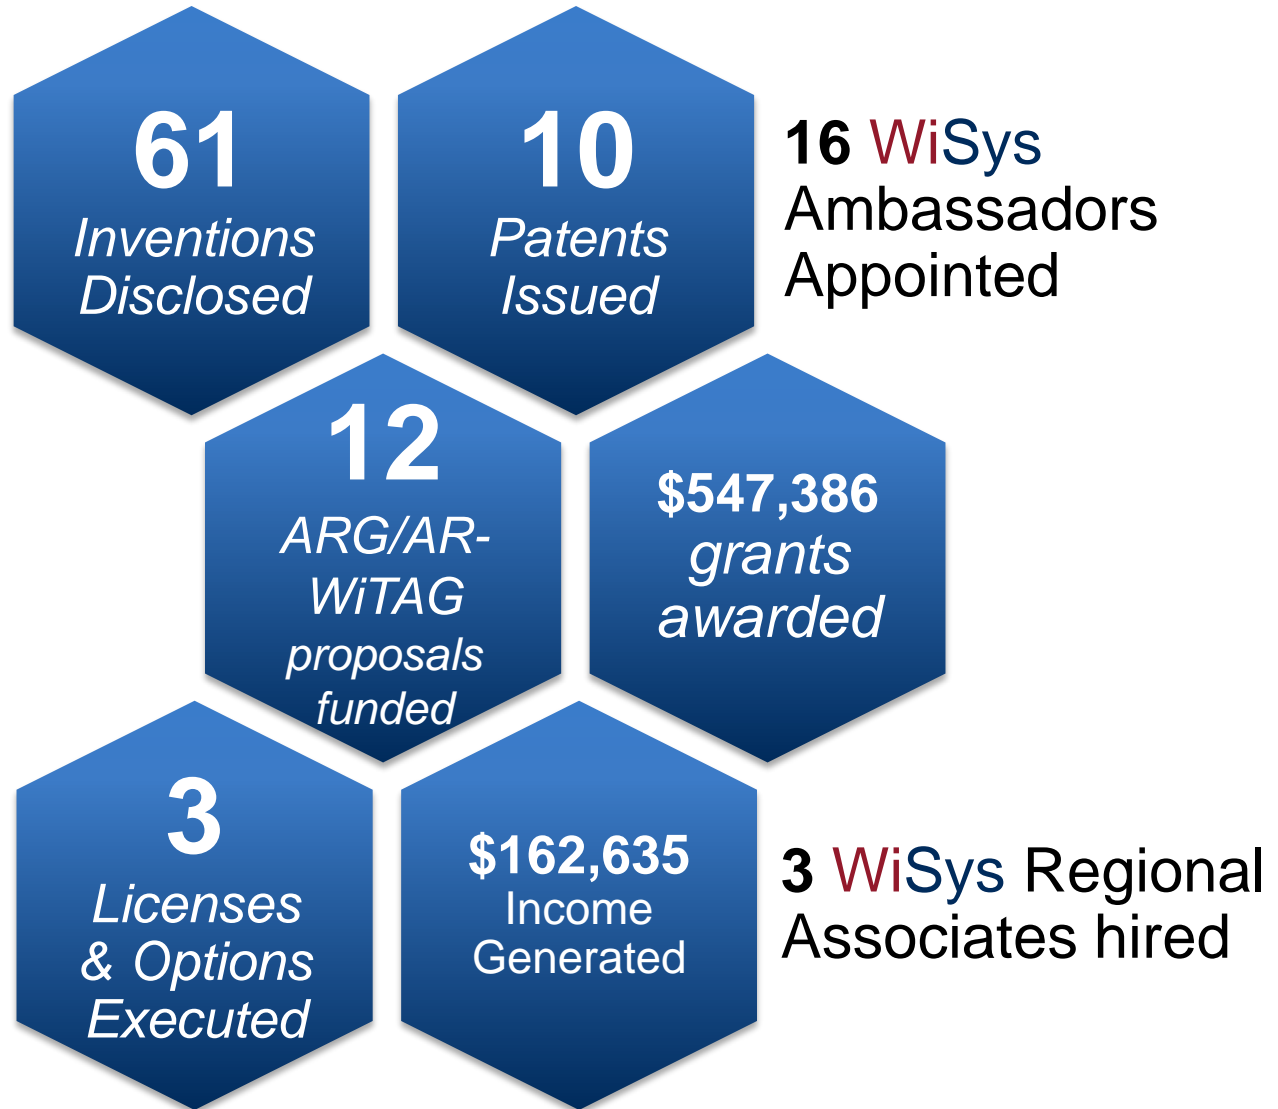 61
Inventions
Disclosed
10
Patents
Issued
16 WiSys
Ambassadors
Appointed
12
ARG/AR-
WiTAG
proposals
funded
$547,386
grants
awarded
3
Licenses
& Options
Executed
$162,635
Income
Generated
3 WiSys Regional
Associates hired